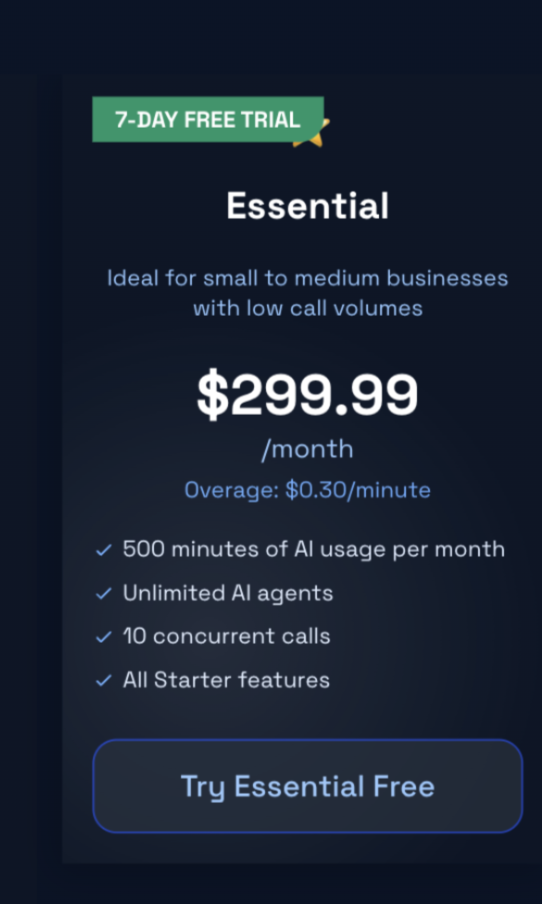 7-DAY FREE TRIAL
Essential
Ideal for small to medium businesses
with low call volumes
$299.99
/month
Overage: $0.30/minute
✓ 500 minutes of AI usage per month
✓ Unlimited AI agents
✓ 10 concurrent calls
✓ All Starter features
Try Essential Free